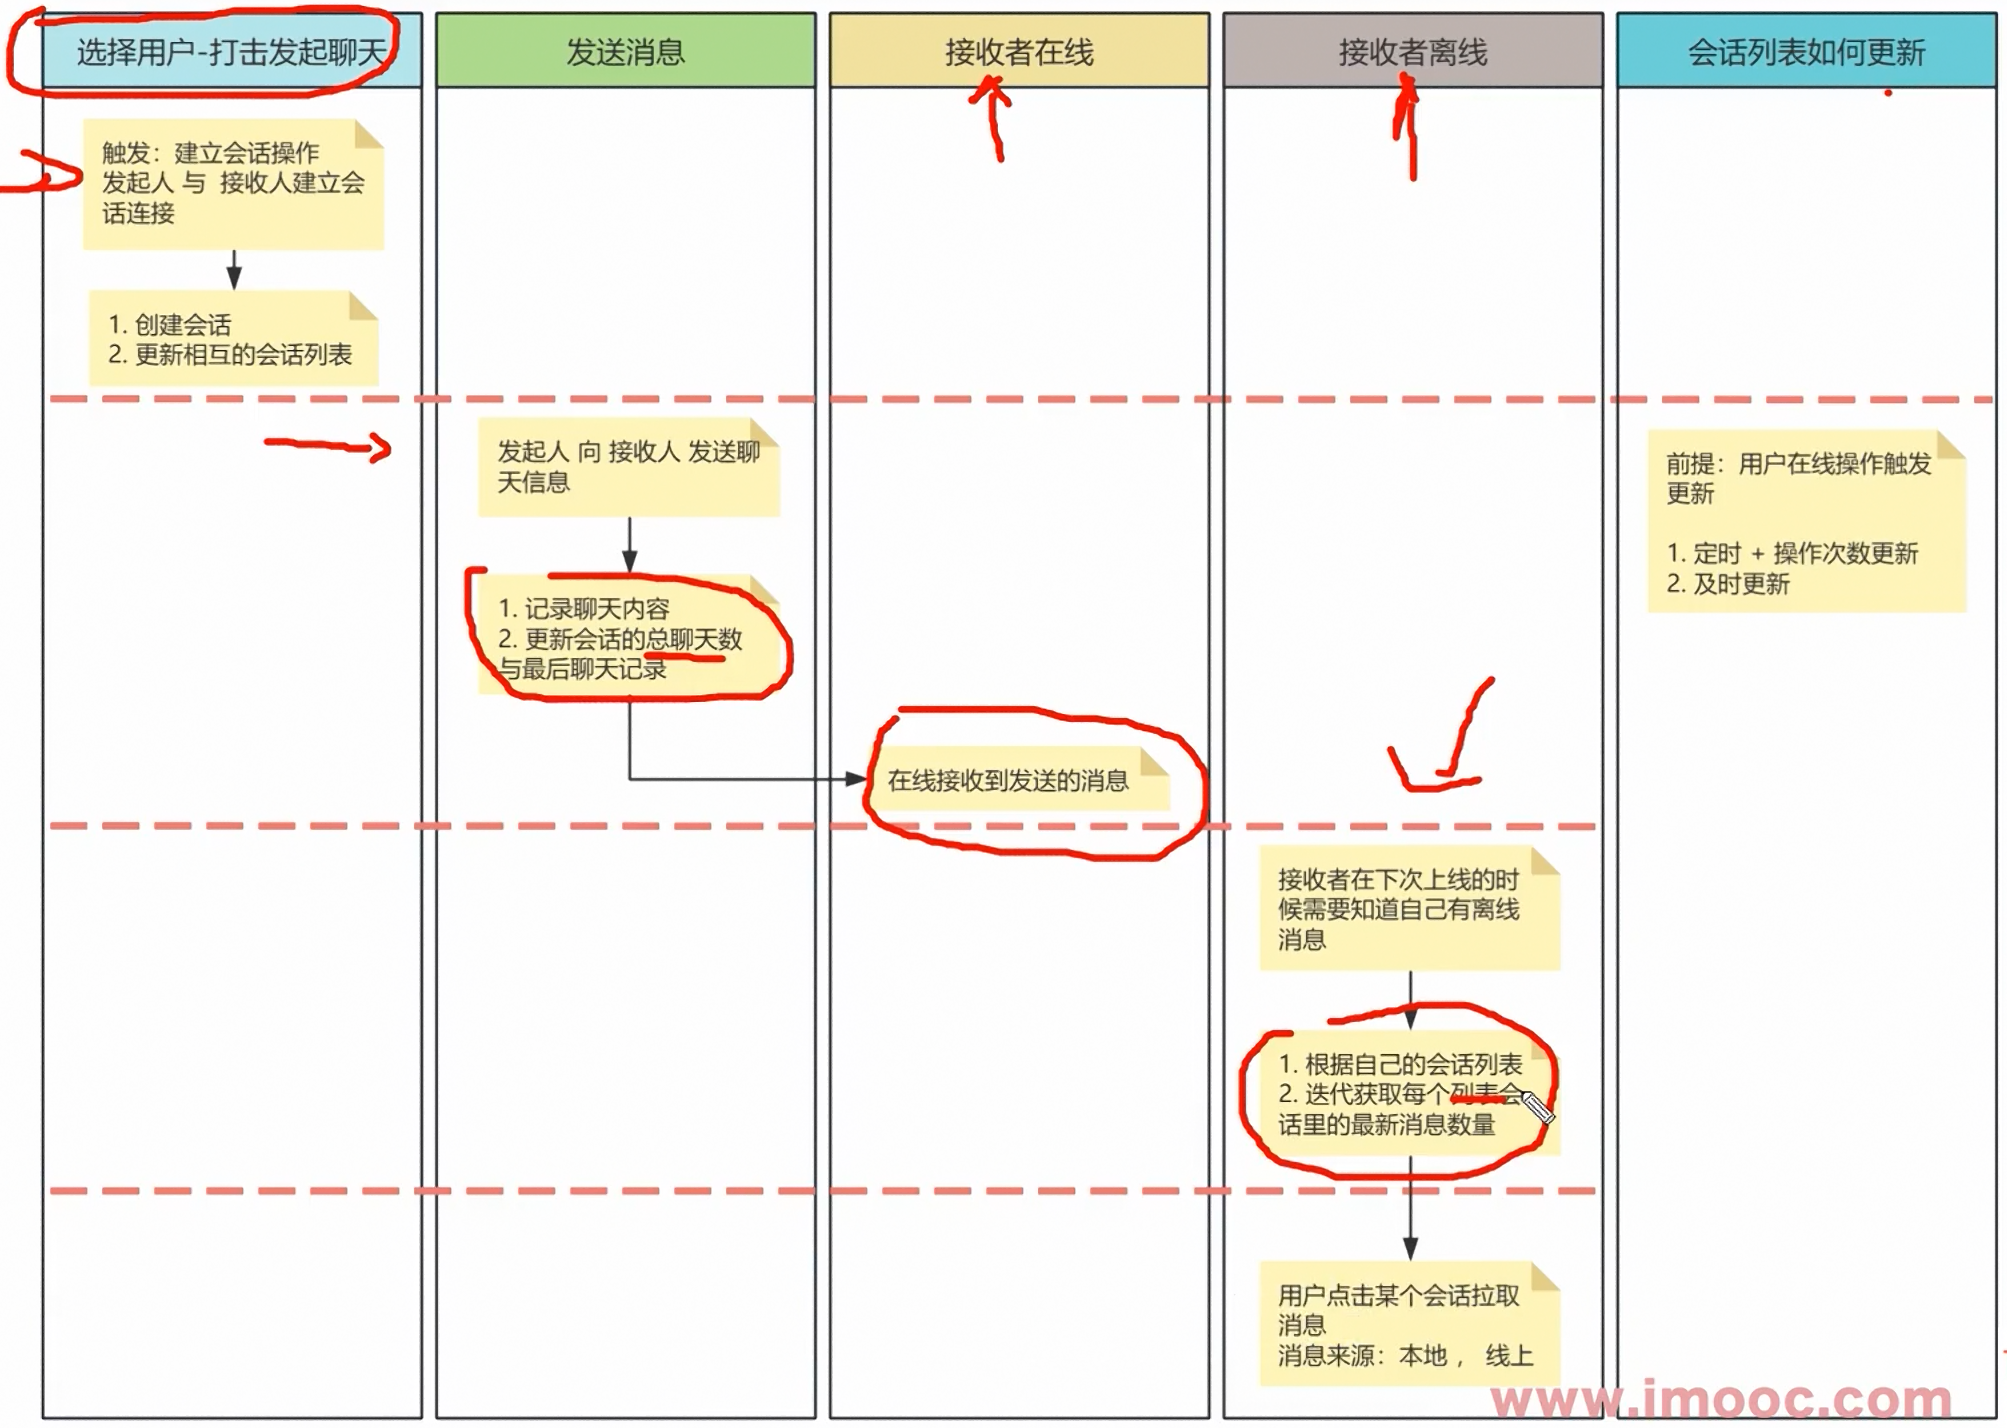 选择用户-打击发起聊天
发送消息
接收者在线
接收者离线
会话列表如何更新
触发：建立会话操作
发起人 与 接收人建立会
话连接
1. 创建会话
2. 更新相互的会话列表
发起人 向 接收人 发送聊
天信息
1. 记录聊天内容
2. 更新会话的总聊天数
与最后聊天记录
在线接收到发送的消息
接收者在下次上线的时
候需要知道自己有离线
消息
1. 根据自己的会话列表
2. 迭代获取每个列表会
话里的最新消息数量
用户点击某个会话拉取
消息
消息来源：本地， 线上
前提：用户在线操作触发
更新
1. 定时 + 操作次数更新
2. 及时更新
www.imooc.com